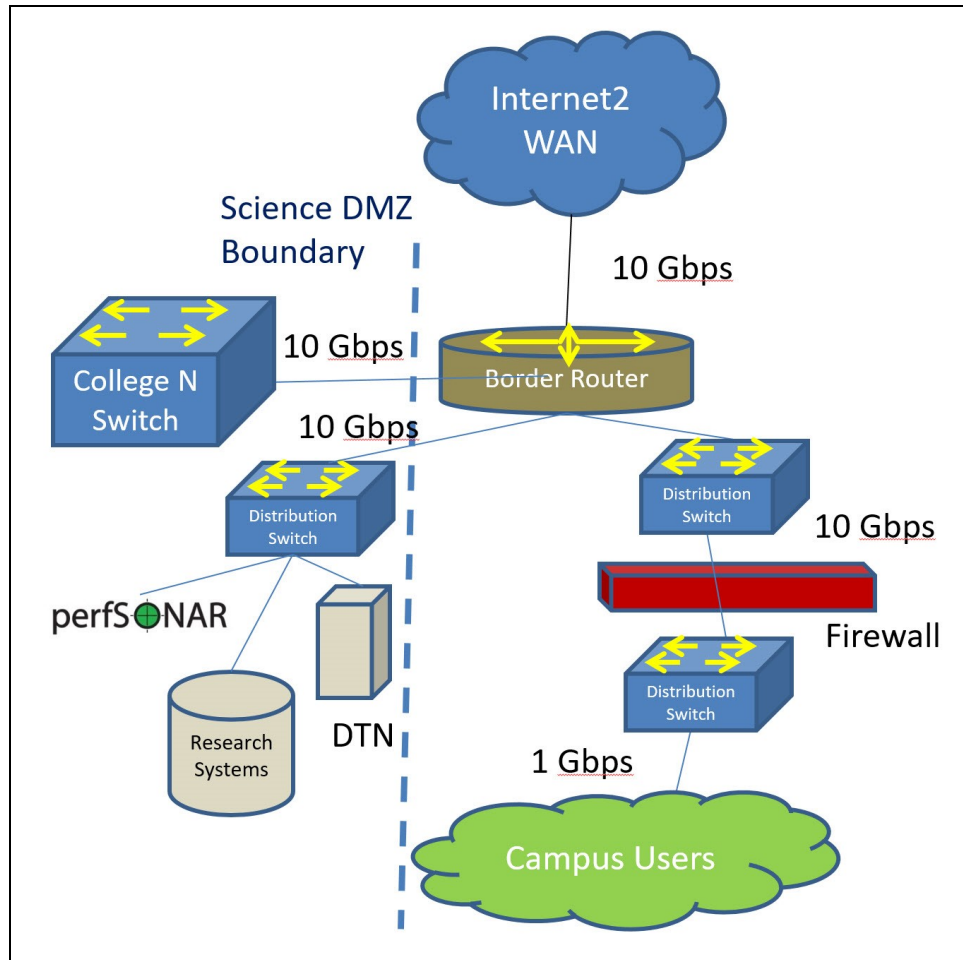 Internet2
WAN
Science DMZ
Boundary
10 Gbps
10 Gbps
College N
Switch
Border Router
10 Gbps
Distribution
Switch
Distribution
Switch
10 Gbps
perfSONAR
Firewall
Distribution
Switch
DTN
Research
Systems
1 Gbps
Campus Users